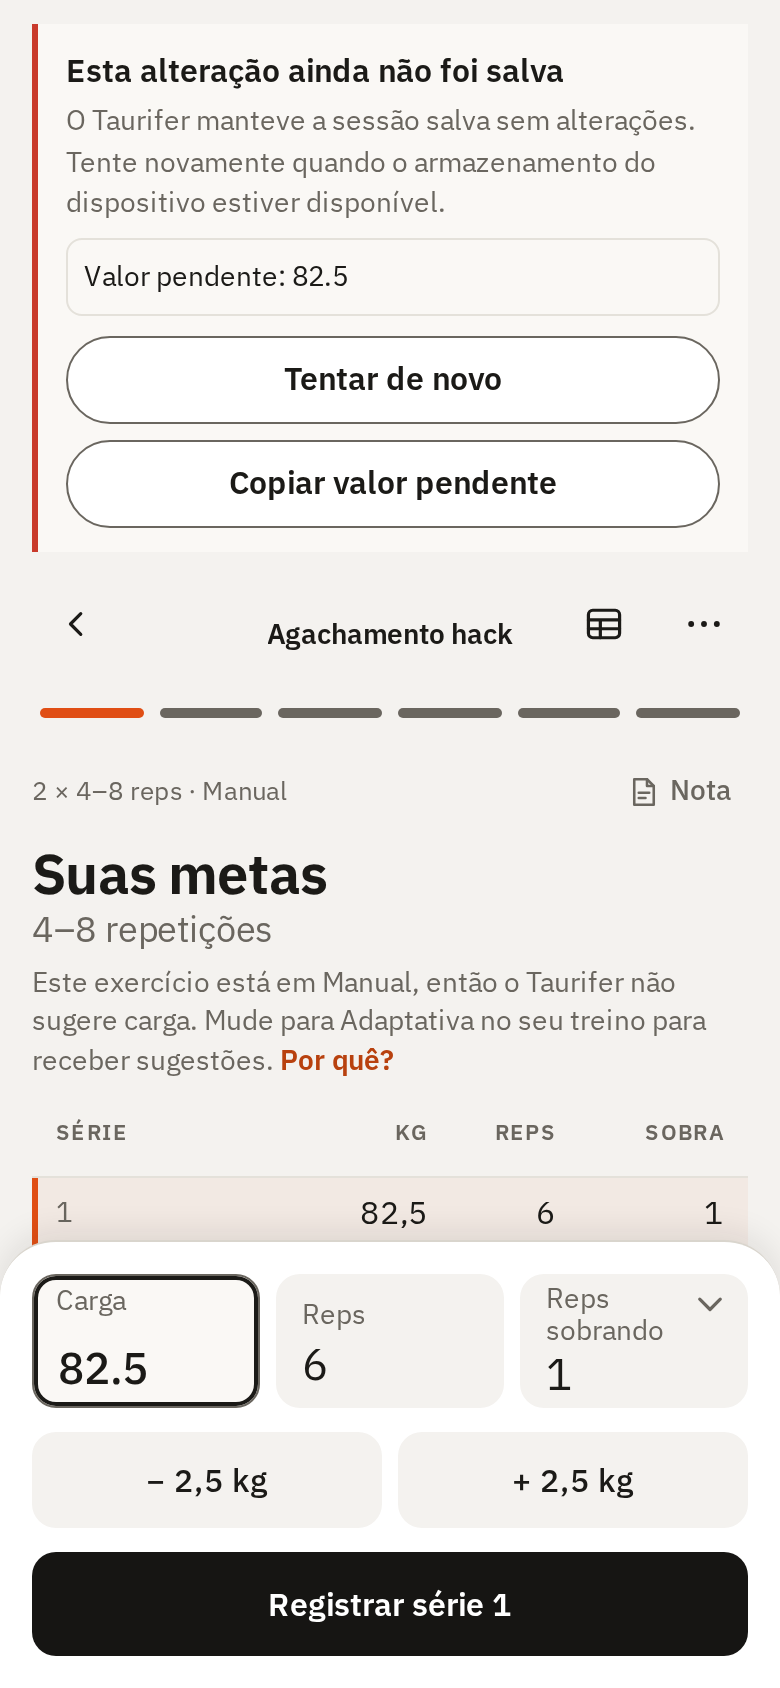 Esta alteração ainda não foi salva
O Taurifer manteve a sessão salva sem alterações.
Tente novamente quando o armazenamento do
dispositivo estiver disponível.
Valor pendente: 82.5
Tentar de novo
Copiar valor pendente
Agachamento hack
2 × 4–8 reps · Manual
Nota
Suas metas
4–8 repetições
Este exercício está em Manual, então o Taurifer não
sugere carga. Mude para Adaptativa no seu treino para
receber sugestões. Por quê?
SÉRIE KG REPS SOBRA
1 82,5 6 1
Carga
82.5
Reps
6
Reps
sobrando
1
– 2,5 kg
+ 2,5 kg
Registrar série 1